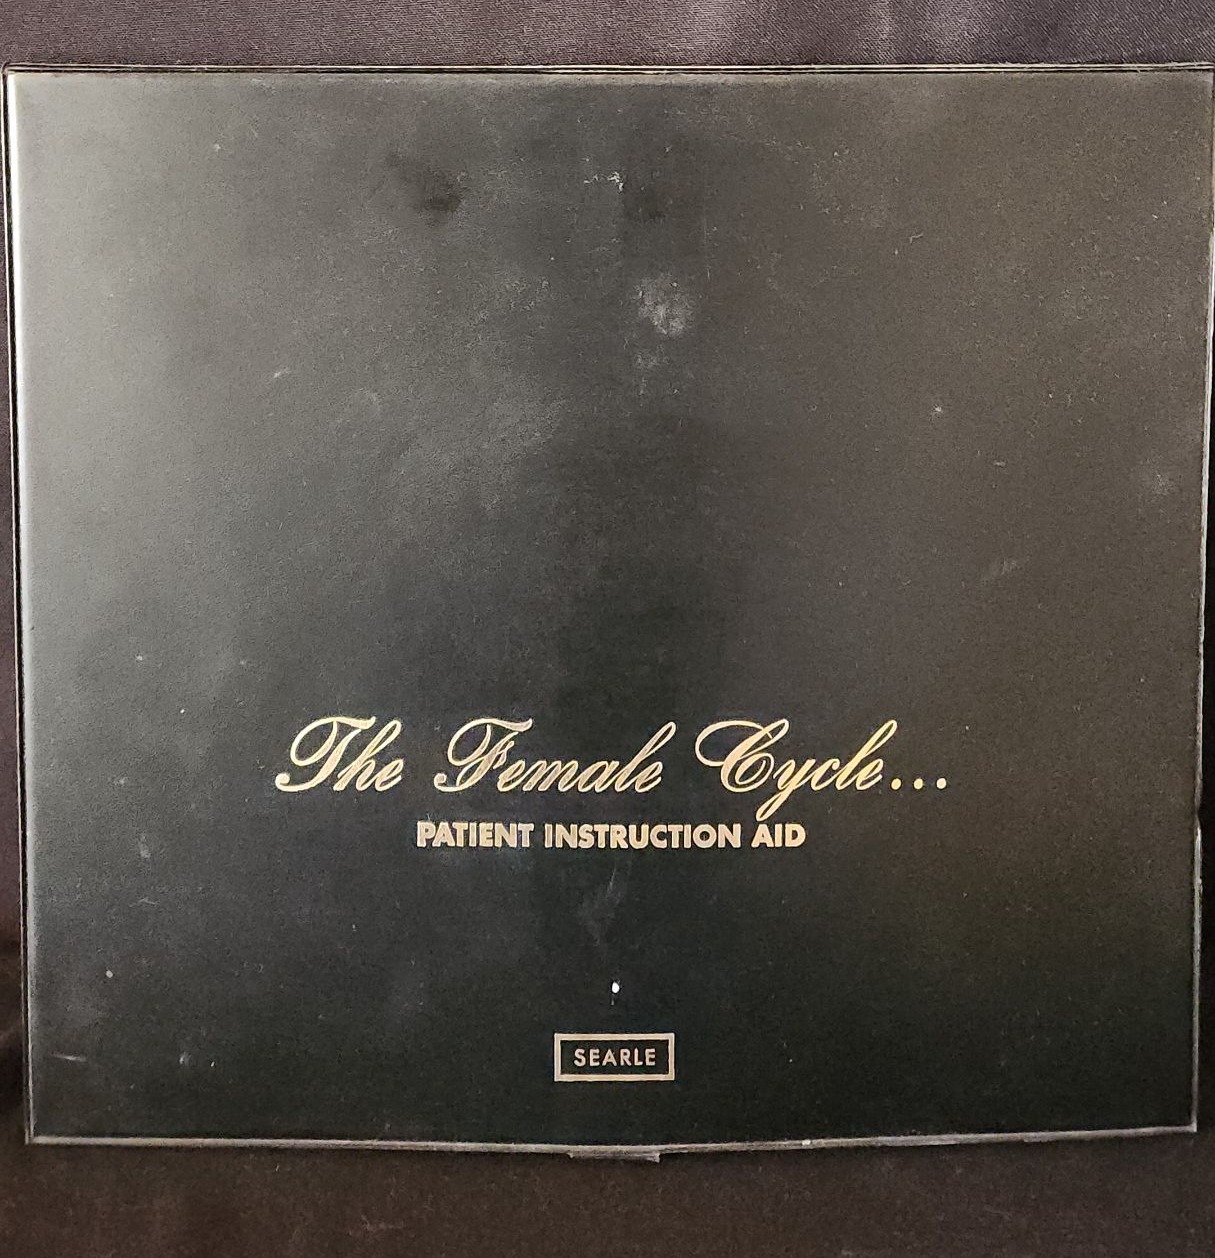 The Female Cycle...
PATIENT INSTRUCTION AID
SEARLE